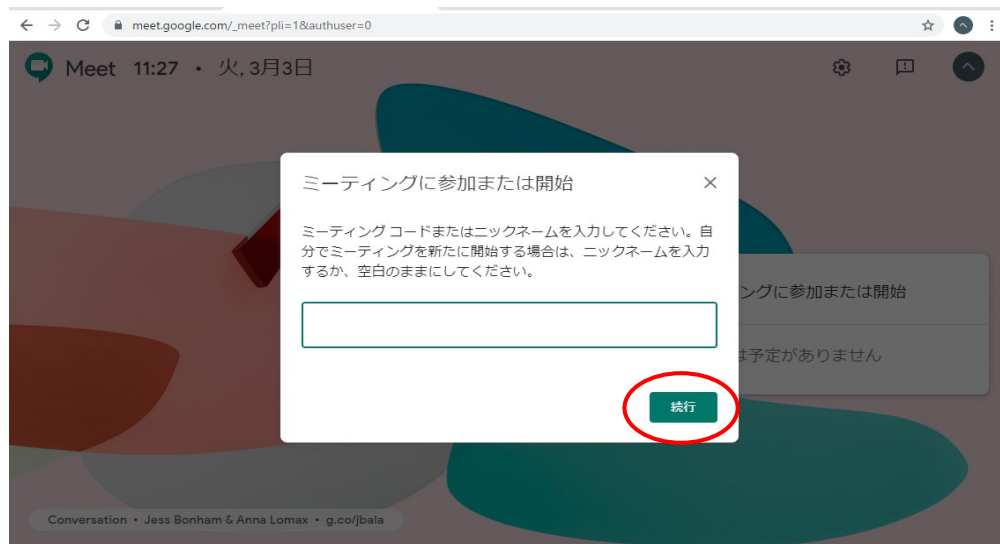 meet.google.com/_meet?pli=1&authuser=0
Meet 11:27 • 火, 3月3日
ミーティングに参加または開始
ミーティング コードまたはニックネームを入力してください。自
分でミーティングを新たに開始する場合は、ニックネームを入力
するか、空白のままにしてください。
ングに参加または開始
は予定がありません
続行
Conversation • Jess Bonham & Anna Lomax • g.co/jbala